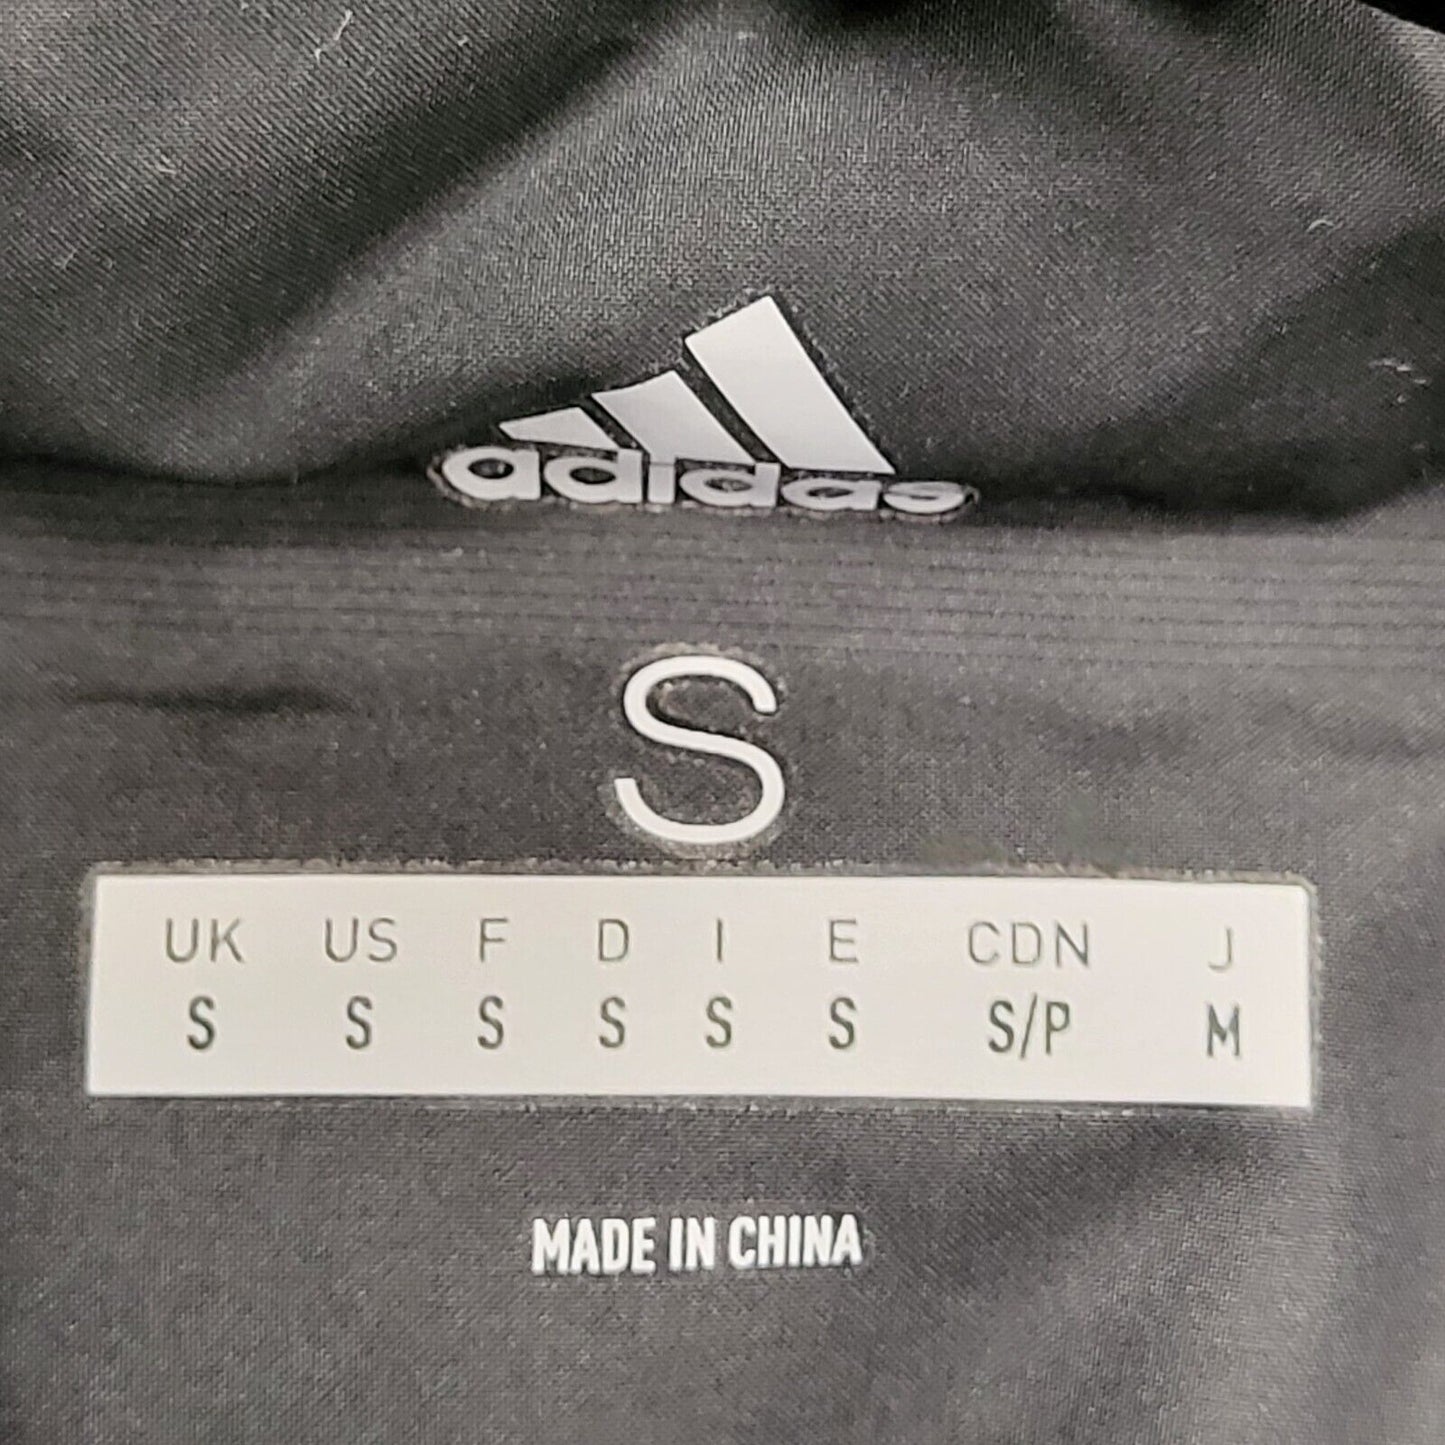 adidas
S
UK US F D I E CDN J
S S S S S S S/P M
MADE IN CHINA